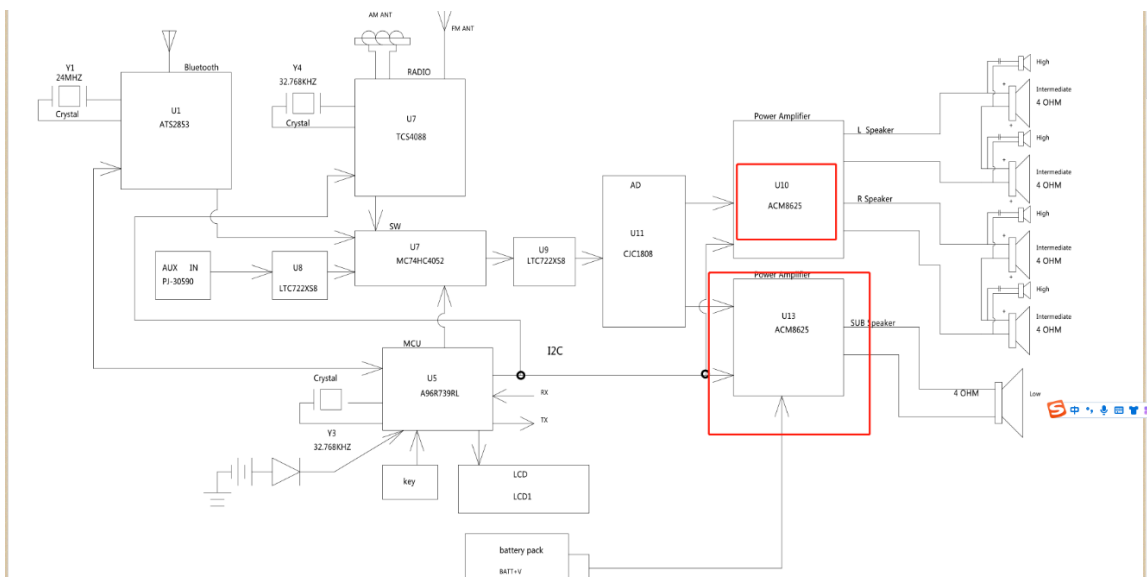 AM ANT
FM ANT
Bluetooth
Y1
24MHZ
Crystal
U1
ATS2853
Y4
32.768KHZ
Crystal
RADIO
U7
TCS4088
SW
U7
MC74HC4052
AUX IN
PJ-30590
U8
LTC722XS8
U9
LTC722XS8
AD
U11
CJC1808
Power Amplifier
U10
ACM8625
L Speaker
R Speaker
Power Amplifier
U13
ACM8625
SUB Speaker
High
Intermediate
4 OHM
High
Intermediate
4 OHM
High
Intermediate
4 OHM
High
Intermediate
4 OHM
4 OHM
Low
I2C
MCU
U5
A96R739RL
RX
TX
Crystal
Y3
32.768KHZ
key
LCD
LCD1
battery pack
BATT+V
中